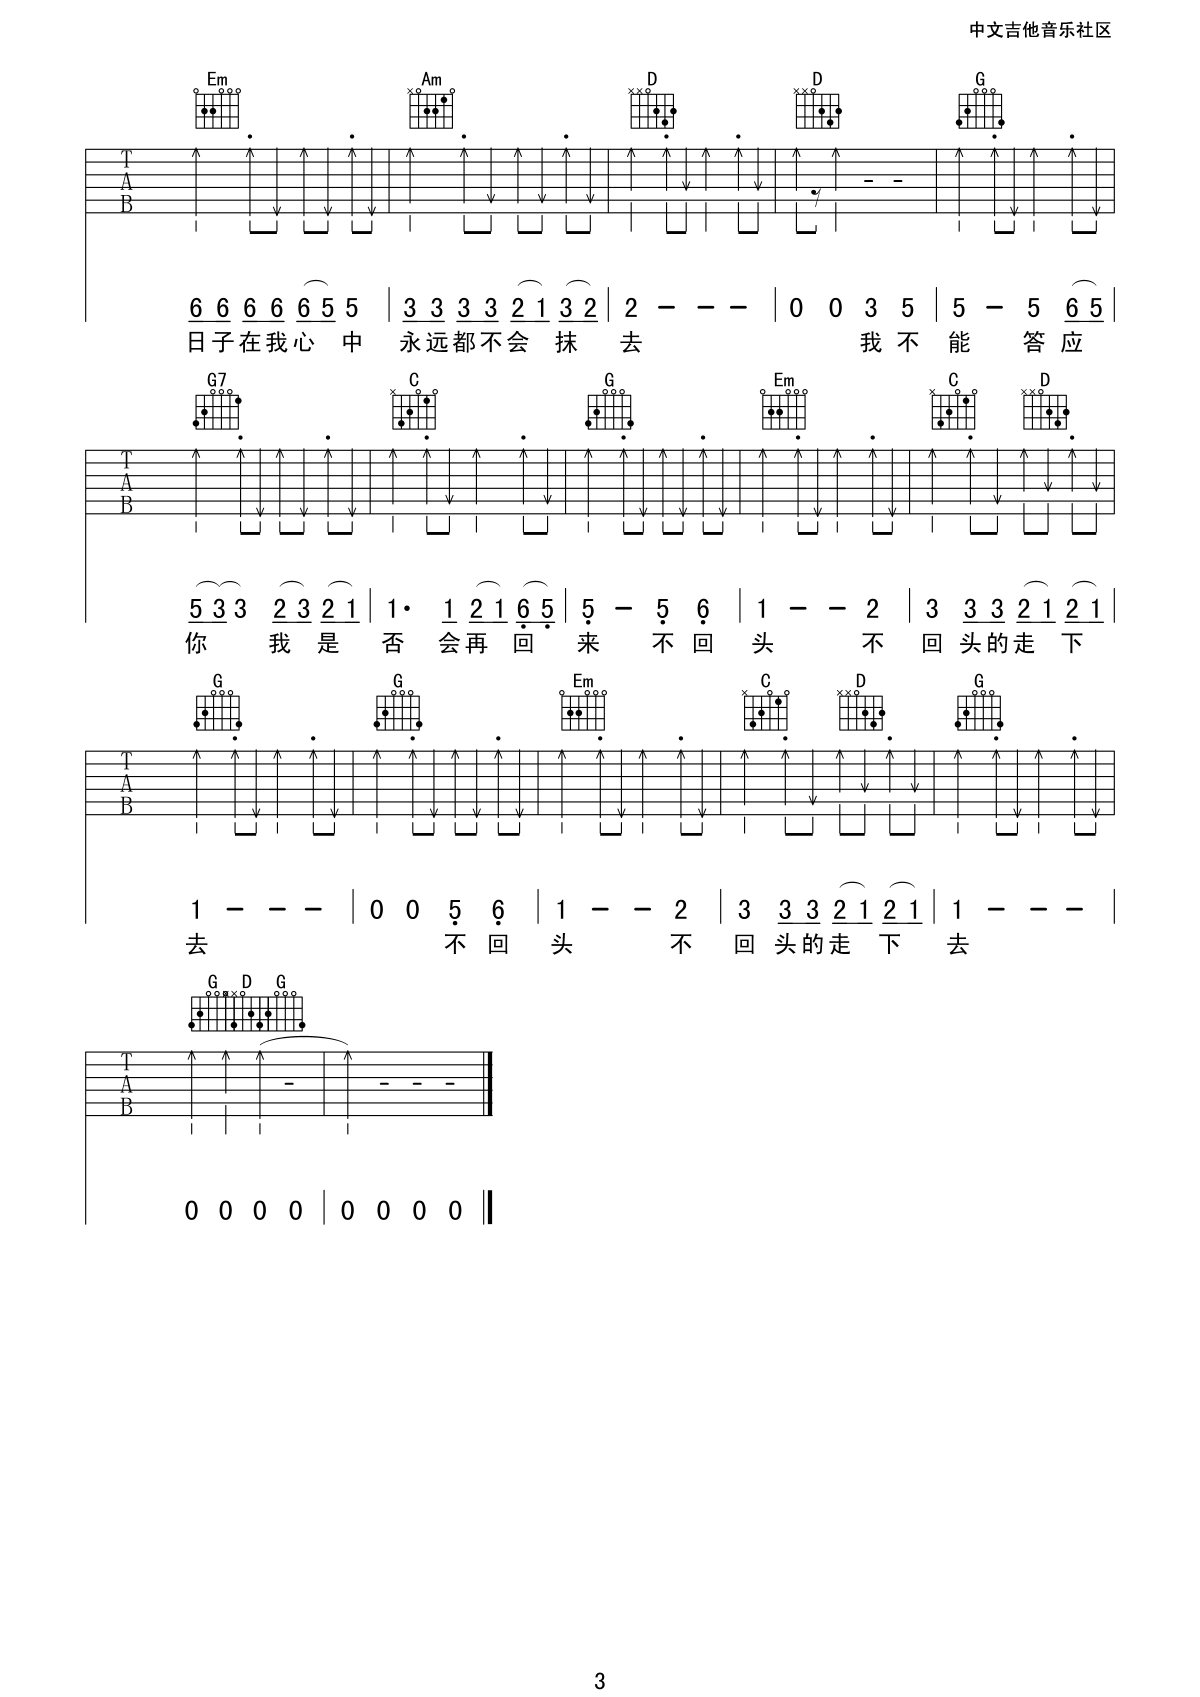 中文吉他音乐社区
Em Am D D G
T
A
B
6 6 6 6 6 5 5 3 3 3 3 2 1 3 2 2 - - - 0 0 3 5 5 - 5 6 5
日子在我心中 永远都不会抹去 我不能答应
G7 C G Em C D
T
A
B
5 3 3 2 3 2 1 1· 1 2 1 6 5 5 - 5 6 1 - - 2 3 3 3 2 1 2 1
你 我是否会再回来 不回头 不回头的走下
G G Em C D G
T
A
B
1 - - - 0 0 5 6 1 - - 2 3 3 3 2 1 2 1 1 - - -
去 不回头 不回头的走下去
G D G
T
A
B
0 0 0 0 0 0 0 0
3